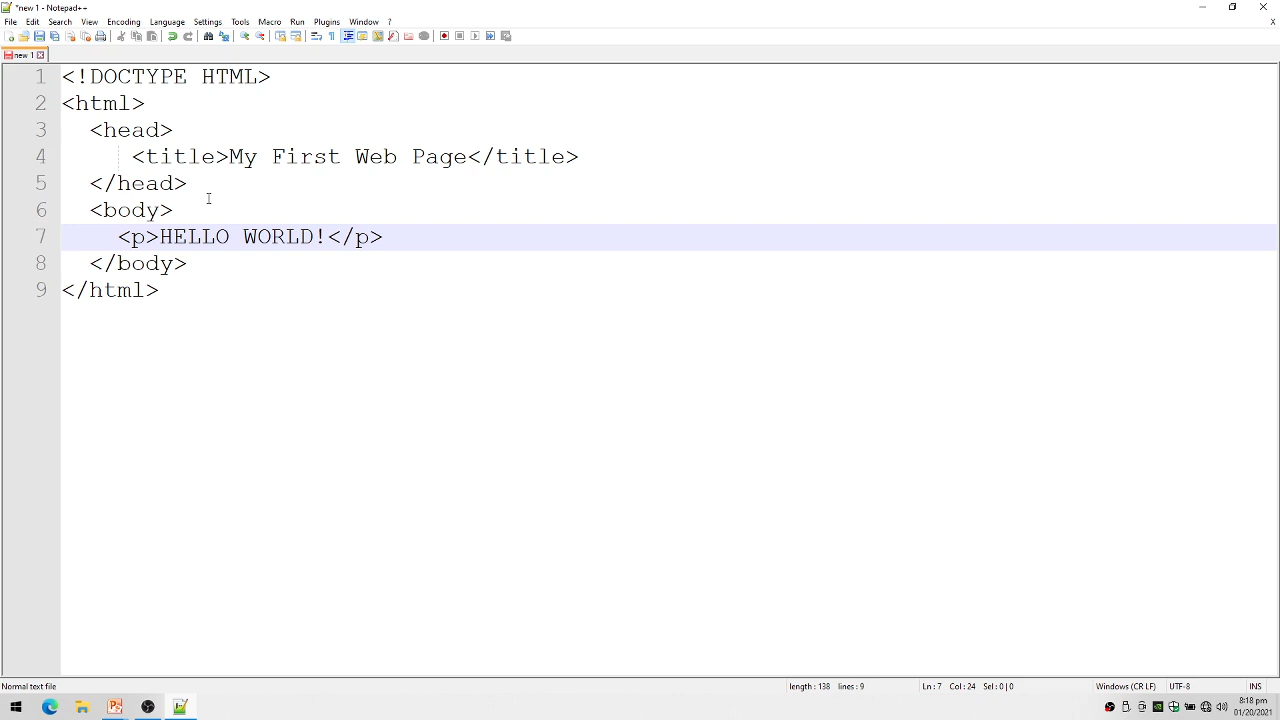 *new 1 - Notepad++
File Edit Search View Encoding Language Settings Tools Macro Run Plugins Window ?
new 1
1 <!DOCTYPE HTML>
2 <html>
3 <head>
4 <title>My First Web Page</title>
5 </head>
6 <body>
7 <p>HELLO WORLD!</p>
8 </body>
9 </html>
Normal text file length : 138 lines : 9 Ln : 7 Col : 24 Sel : 0 | 0 Windows (CR LF) UTF-8 INS
8:18 pm
01/20/2021